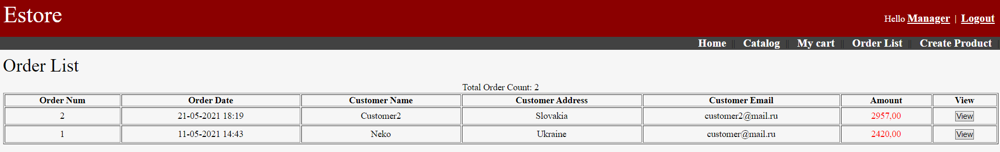 Estore
Hello Manager | Logout
Home || Catalog || My cart || Order List || Create Product |
Order List
Total Order Count: 2
Order Num Order Date Customer Name Customer Address Customer Email Amount View
2 21-05-2021 18:19 Customer2 Slovakia customer2@mail.ru 2957,00 View
1 11-05-2021 14:43 Neko Ukraine customer@mail.ru 2420,00 View